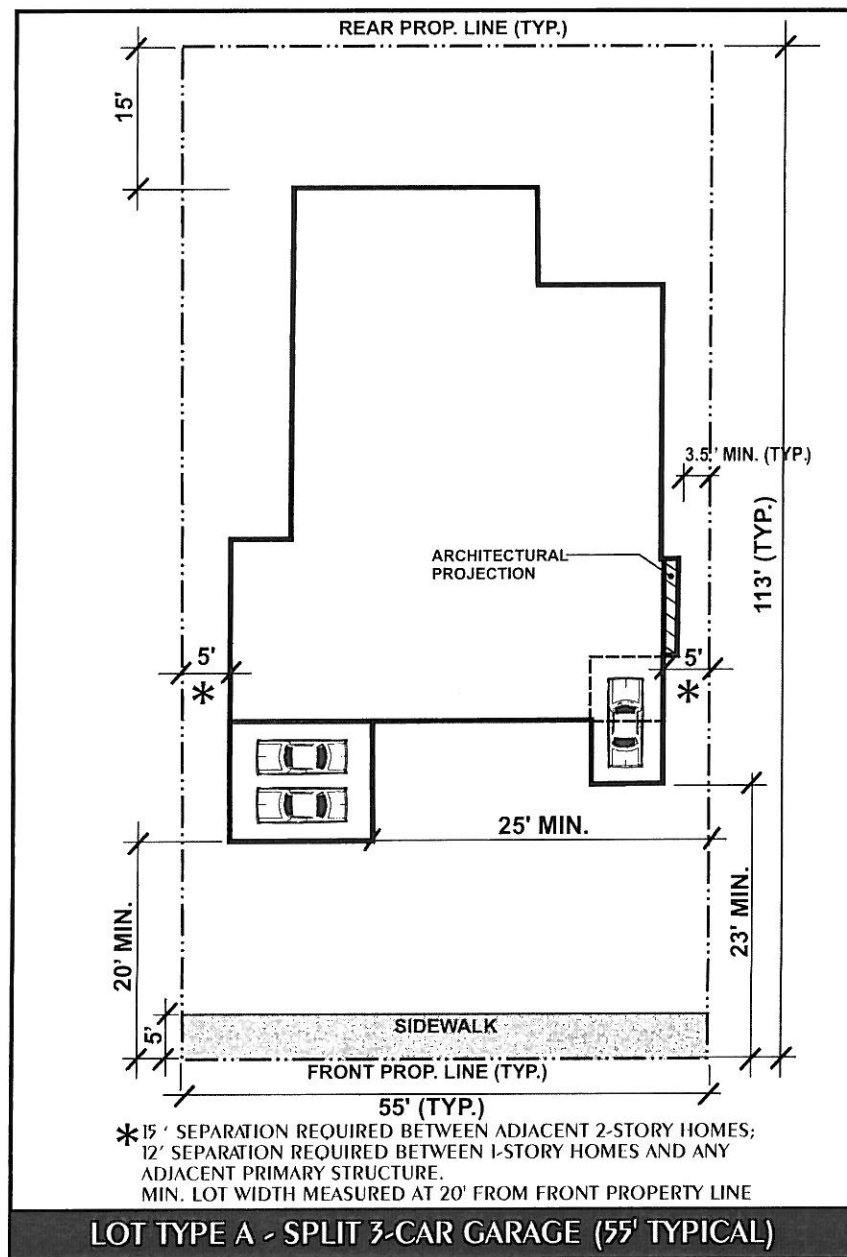 REAR PROP. LINE (TYP.)
15'
3.5' MIN. (TYP.)
113' (TYP.)
ARCHITECTURAL
PROJECTION
5'
*
5'
*
25' MIN.
20' MIN.
23' MIN.
5'
SIDEWALK
FRONT PROP. LINE (TYP.)
55' (TYP.)
* 15 ' SEPARATION REQUIRED BETWEEN ADJACENT 2-STORY HOMES;
12' SEPARATION REQUIRED BETWEEN 1-STORY HOMES AND ANY
ADJACENT PRIMARY STRUCTURE.
MIN. LOT WIDTH MEASURED AT 20' FROM FRONT PROPERTY LINE
LOT TYPE A - SPLIT 3-CAR GARAGE (55' TYPICAL)